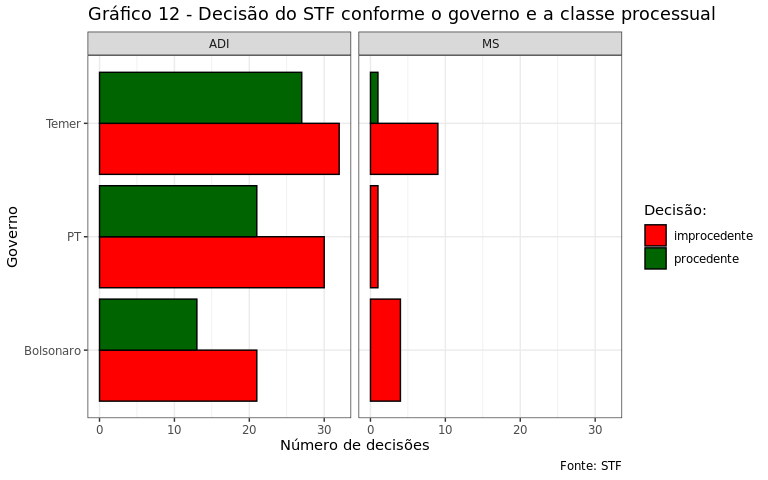 Gráfico 12 - Decisão do STF conforme o governo e a classe processual
ADI
MS
Governo
Temer
PT
Bolsonaro
0 10 20 30
0 10 20 30
Número de decisões
Decisão:
improcedente
procedente
Fonte: STF